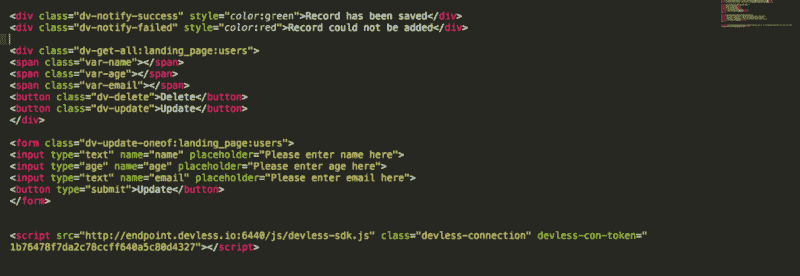 <div class="dv-notify-success" style="color:green">Record has been saved</div>
<div class="dv-notify-failed" style="color:red">Record could not be added</div>
<div class="dv-get-all:landing_page:users">
<span class="var-name"></span>
<span class="var-age"></span>
<span class="var-email"></span>
<button class="dv-delete">Delete</button>
<button class="dv-update">Update</button>
</div>
<form class="dv-update-oneof:landing_page:users">
<input type="text" name="name" placeholder="Please enter name here">
<input type="age" name="age" placeholder="Please enter age here">
<input type="text" name="email" placeholder="Please enter email here">
<button type="submit">Update</button>
</form>
<script src="http://endpoint.devless.io:6440/js/devless-sdk.js" class="devless-connection" devless-con-token="
1b76478f7da2c78ccff640a5c80d4327"></script>